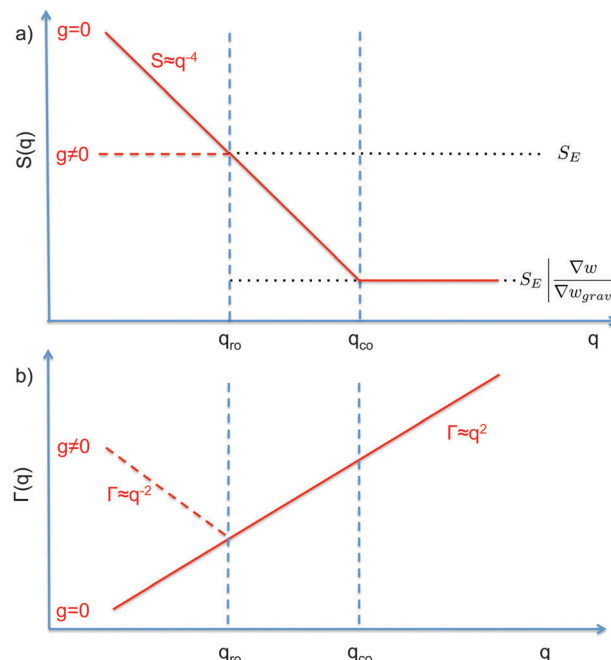 a)
g=0
S≈q-4
S(q)
g≠0
S_E
S_E | ∇w / ∇w_grav
q_ro
q_co
q
b)
g≠0
Γ≈q2
Γ(q)
Γ≈q-2
g=0
q_ro
q_co
q